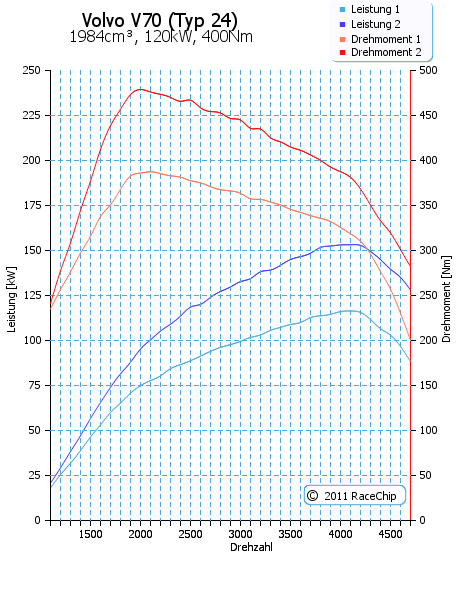 Volvo V70 (Typ 24)
1984cm³, 120kW, 400Nm
Leistung 1
Leistung 2
Drehmoment 1
Drehmoment 2
250
225
200
175
150
125
100
75
50
25
0
Leistung [kW]
500
450
400
350
300
250
200
150
100
50
0
Drehmoment [Nm]
1500 2000 2500 3000 3500 4000 4500
Drehzahl
© 2011 RaceChip